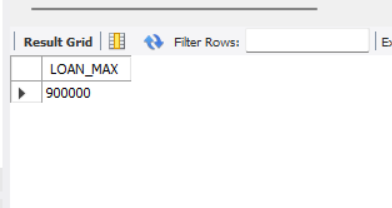 Result Grid Filter Rows:
LOAN_MAX
900000